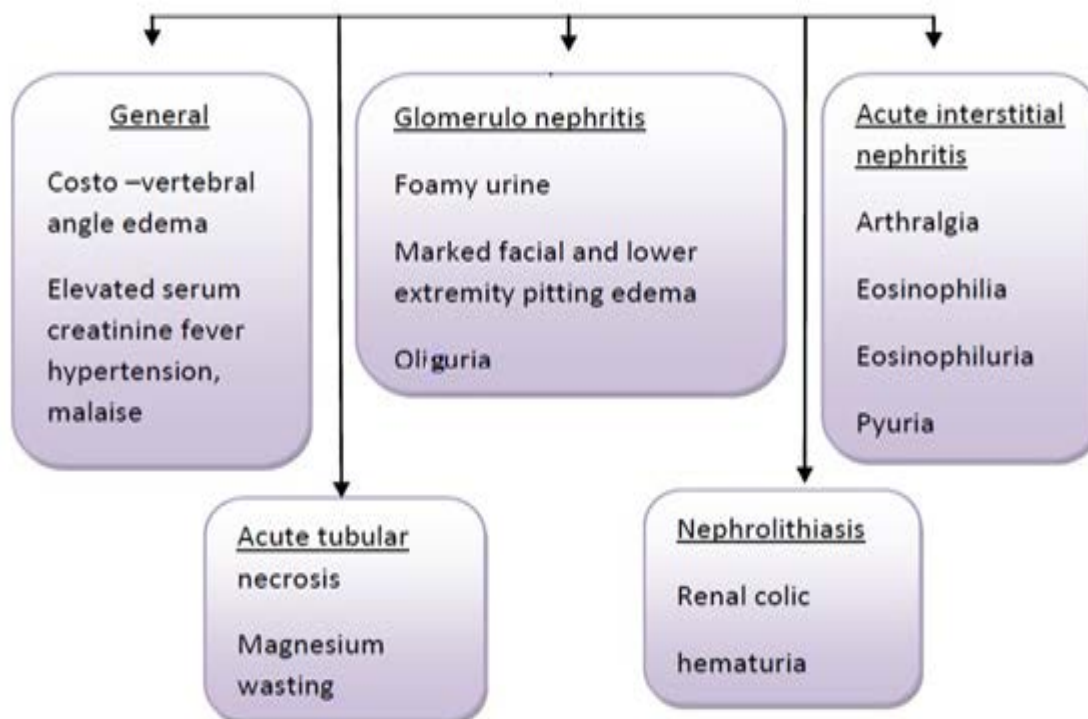 General
Costo –vertebral
angle edema
Elevated serum
creatinine fever
hypertension,
malaise
Glomerulo nephritis
Foamy urine
Marked facial and lower
extremity pitting edema
Oliguria
Acute interstitial
nephritis
Arthralgia
Eosinophilia
Eosinophiluria
Pyuria
Acute tubular
necrosis
Magnesium
wasting
Nephrolithiasis
Renal colic
hematuria